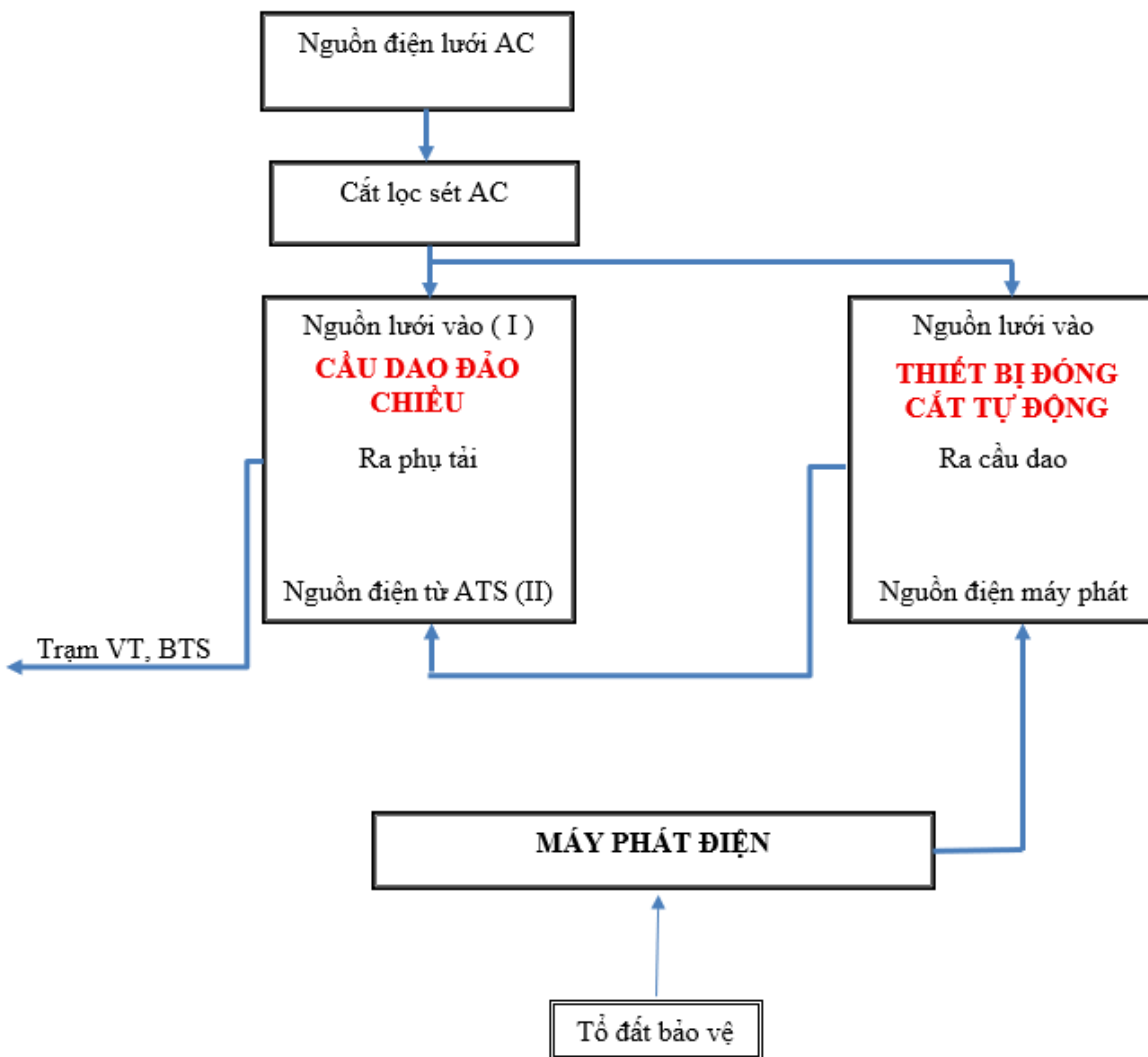 Nguồn điện lưới AC
Cắt lọc sét AC
Nguồn lưới vào ( I )
CẦU DAO ĐẢO
CHIỀU
Ra phụ tải
Nguồn điện từ ATS (II)
Nguồn lưới vào
THIẾT BỊ ĐÓNG
CẮT TỰ ĐỘNG
Ra cầu dao
Nguồn điện máy phát
Trạm VT, BTS
MÁY PHÁT ĐIỆN
Tổ đất bảo vệ